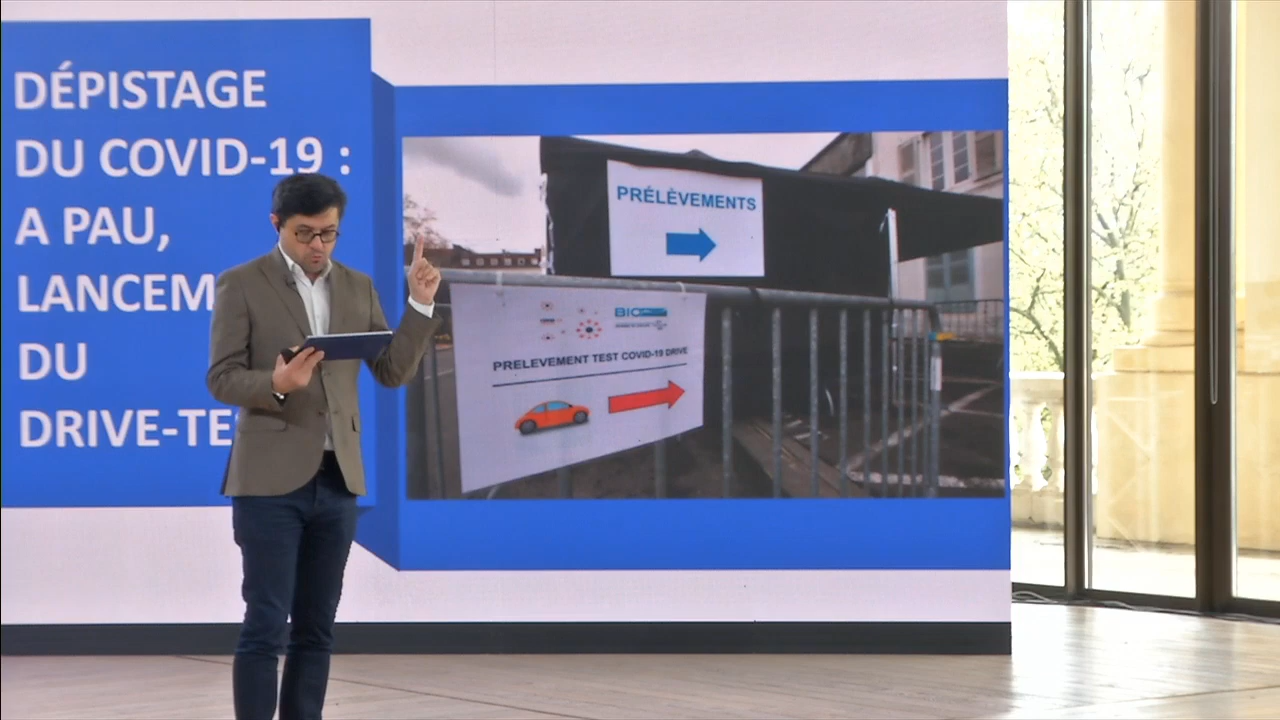 DÉPISTAGE
DU COVID-19 :
A PAU,
LANCEM
DU
DRIVE-TE
PRÉLÈVEMENTS
BIO
PRELEVEMENT TEST COVID-19 DRIVE